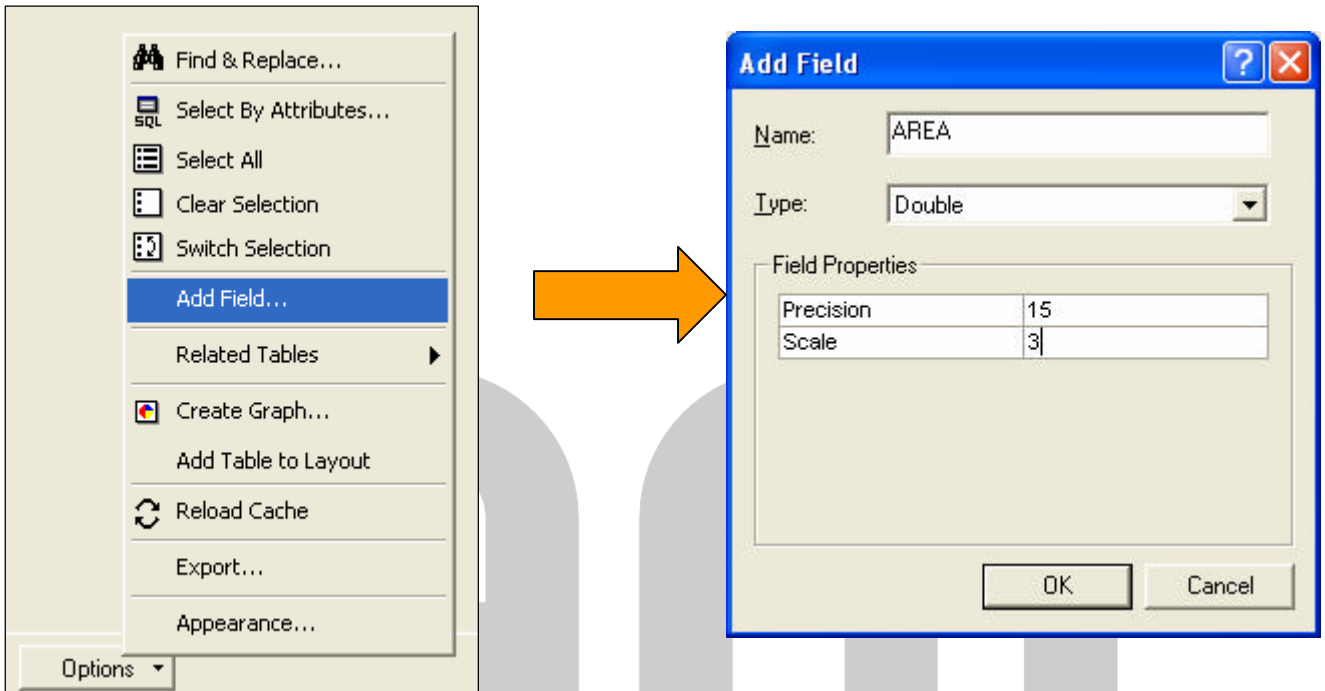 Find & Replace...
SQL
Select By Attributes...
Select All
Clear Selection
Switch Selection
Add Field...
Related Tables
Create Graph...
Add Table to Layout
Reload Cache
Export...
Appearance...
Options
Add Field
Name: AREA
Type: Double
Field Properties
Precision 15
Scale 3
OK Cancel